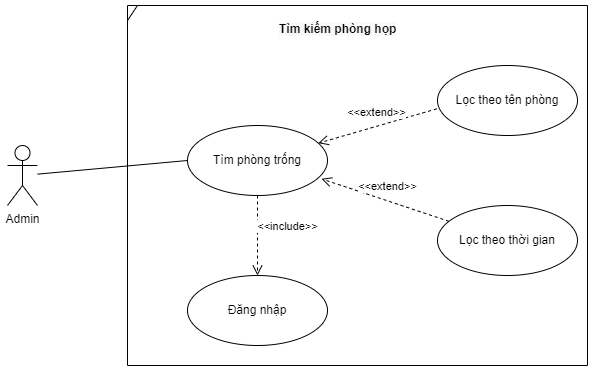 Tìm kiếm phòng họp
Lọc theo tên phòng
<<extend>>
Tìm phòng trống
<<extend>>
Admin
<<include>>
Lọc theo thời gian
Đăng nhập